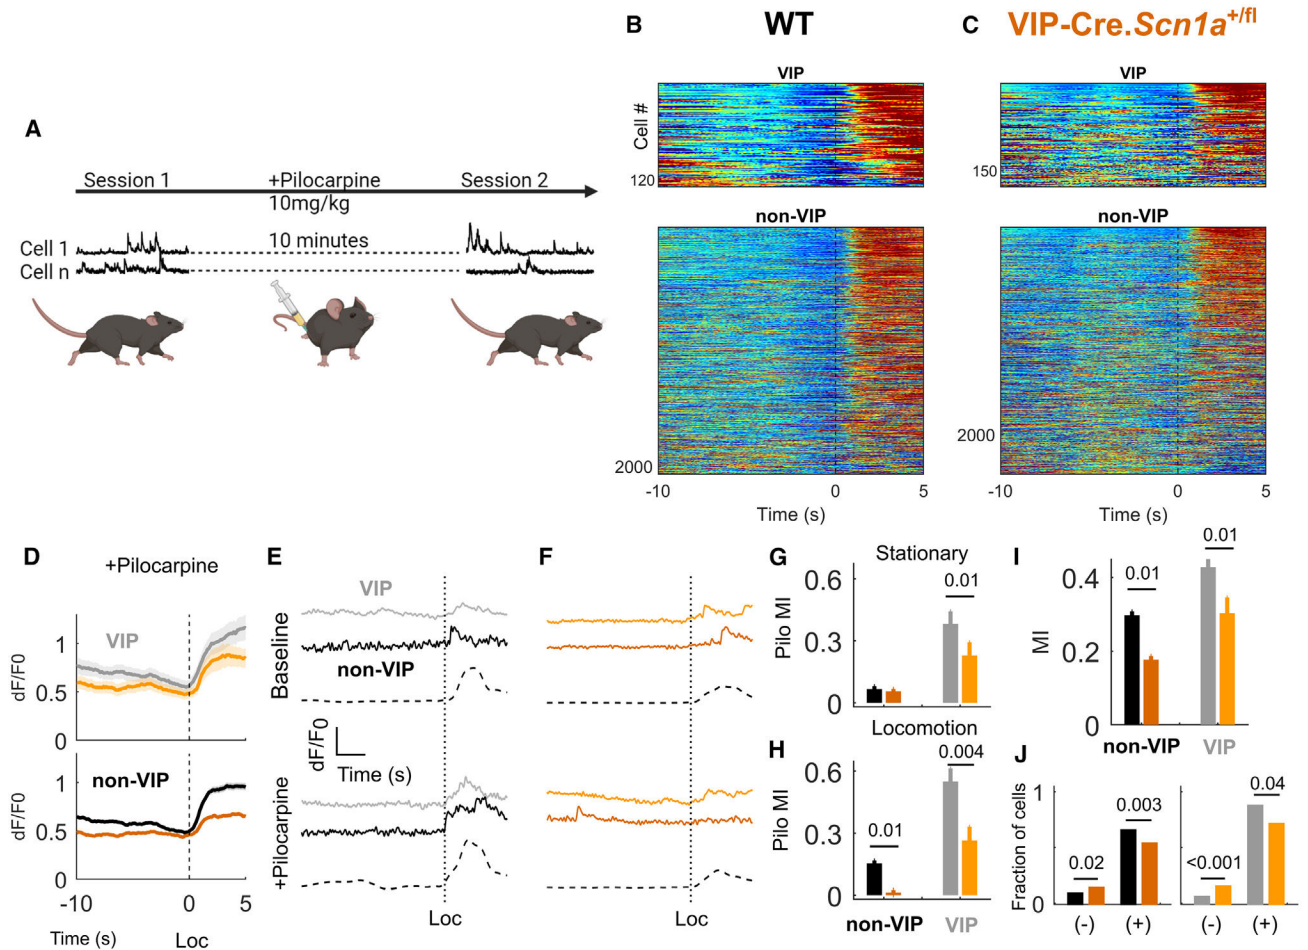 A
Session 1
+Pilocarpine
Session 2
10mg/kg
10 minutes
Cell 1
Cell n
B
WT
VIP
Cell #
120
non-VIP
2000
-10
0
5
Time (s)
C
VIP-Cre.Scn1a+/fl
VIP
150
non-VIP
2000
-10
0
5
Time (s)
D
+Pilocarpine
VIP
dF/F0
1
0.5
0
non-VIP
dF/F0
1
0.5
0
-10
0
5
Time (s)
Loc
E
VIP
Baseline
non-VIP
dF/F0
Time (s)
+Pilocarpine
Loc
F
Loc
G
Stationary
Pilo MI
0.6
0.3
0
0.01
H
Locomotion
Pilo MI
0.6
0.3
0
0.01
0.004
non-VIP
VIP
I
MI
0.4
0.2
0
0.01
0.01
non-VIP
VIP
J
Fraction of cells
1
0
0.02
0.003
<0.001
0.04
(-)
(+)
(-)
(+)